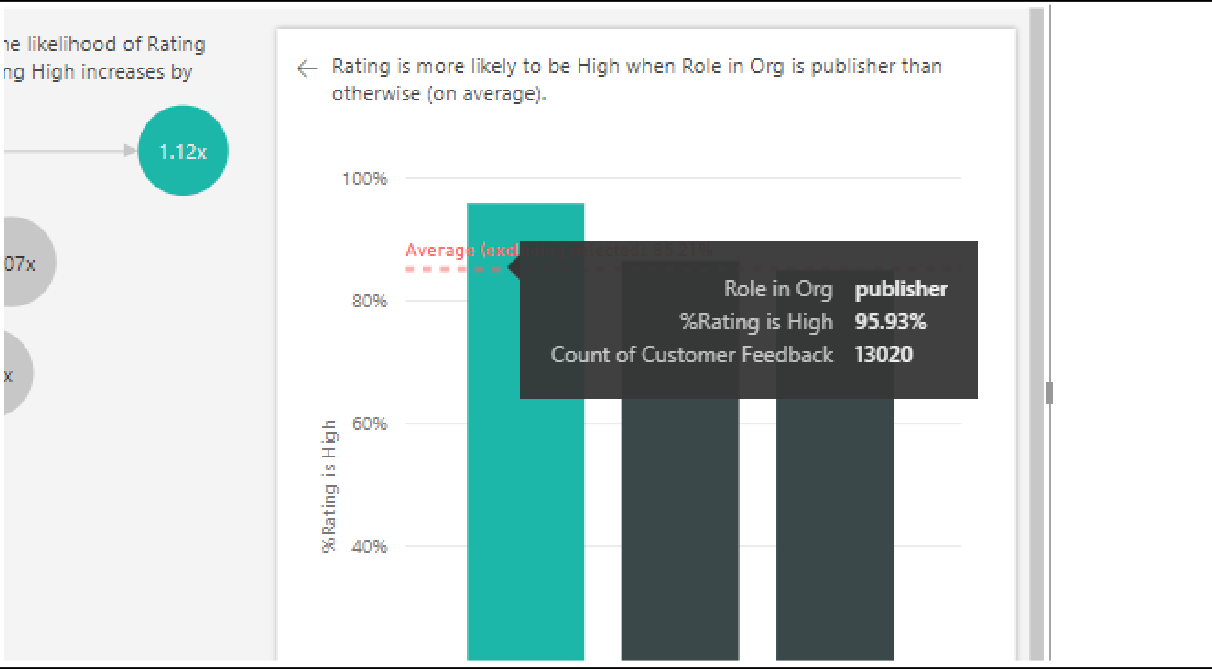 he likelihood of Rating
ng High increases by
1.12x
07x
x
Rating is more likely to be High when Role in Org is publisher than
otherwise (on average).
100%
Average (excl
80%
60%
40%
%Rating is High
Role in Org publisher
%Rating is High 95.93%
Count of Customer Feedback 13020